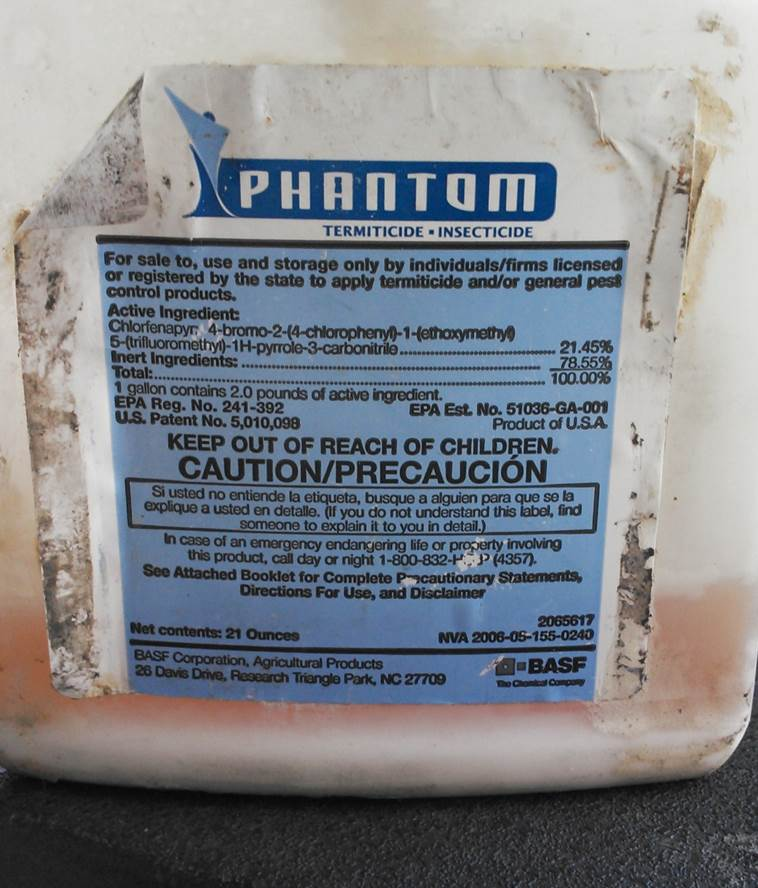 PHANTOM
TERMITICIDE ▪ INSECTICIDE
For sale to, use and storage only by individuals/firms licensed
or registered by the state to apply termiticide and/or general pest
control products.
Active Ingredient:
Chlorfenapyr: 4-bromo-2-(4-chlorophenyl)-1-(ethoxymethyl)
5-(trifluoromethyl)-1H-pyrrole-3-carbonitrile.......................... 21.45%
Inert Ingredients: .......................... 78.55%
Total:.......................... 100.00%
1 gallon contains 2.0 pounds of active ingredient.
EPA Reg. No. 241-392 EPA Est. No. 51036-GA-001
U.S. Patent No. 5,010,098 Product of U.S.A.
KEEP OUT OF REACH OF CHILDREN.
CAUTION/PRECAUCIÓN
Si usted no entiende la etiqueta, busque a alguien para que se la
explique a usted en detalle. (If you do not understand this label, find
someone to explain it to you in detail.)
In case of an emergency endangering life or property involving
this product, call day or night 1-800-832- (4357).
See Attached Booklet for Complete Precautionary Statements,
Directions For Use, and Disclaimer
2065617
Net contents: 21 Ounces NVA 2006-05-155-0240
BASF Corporation, Agricultural Products
26 Davis Drive, Research Triangle Park, NC 27709
BASF
The Chemical Company